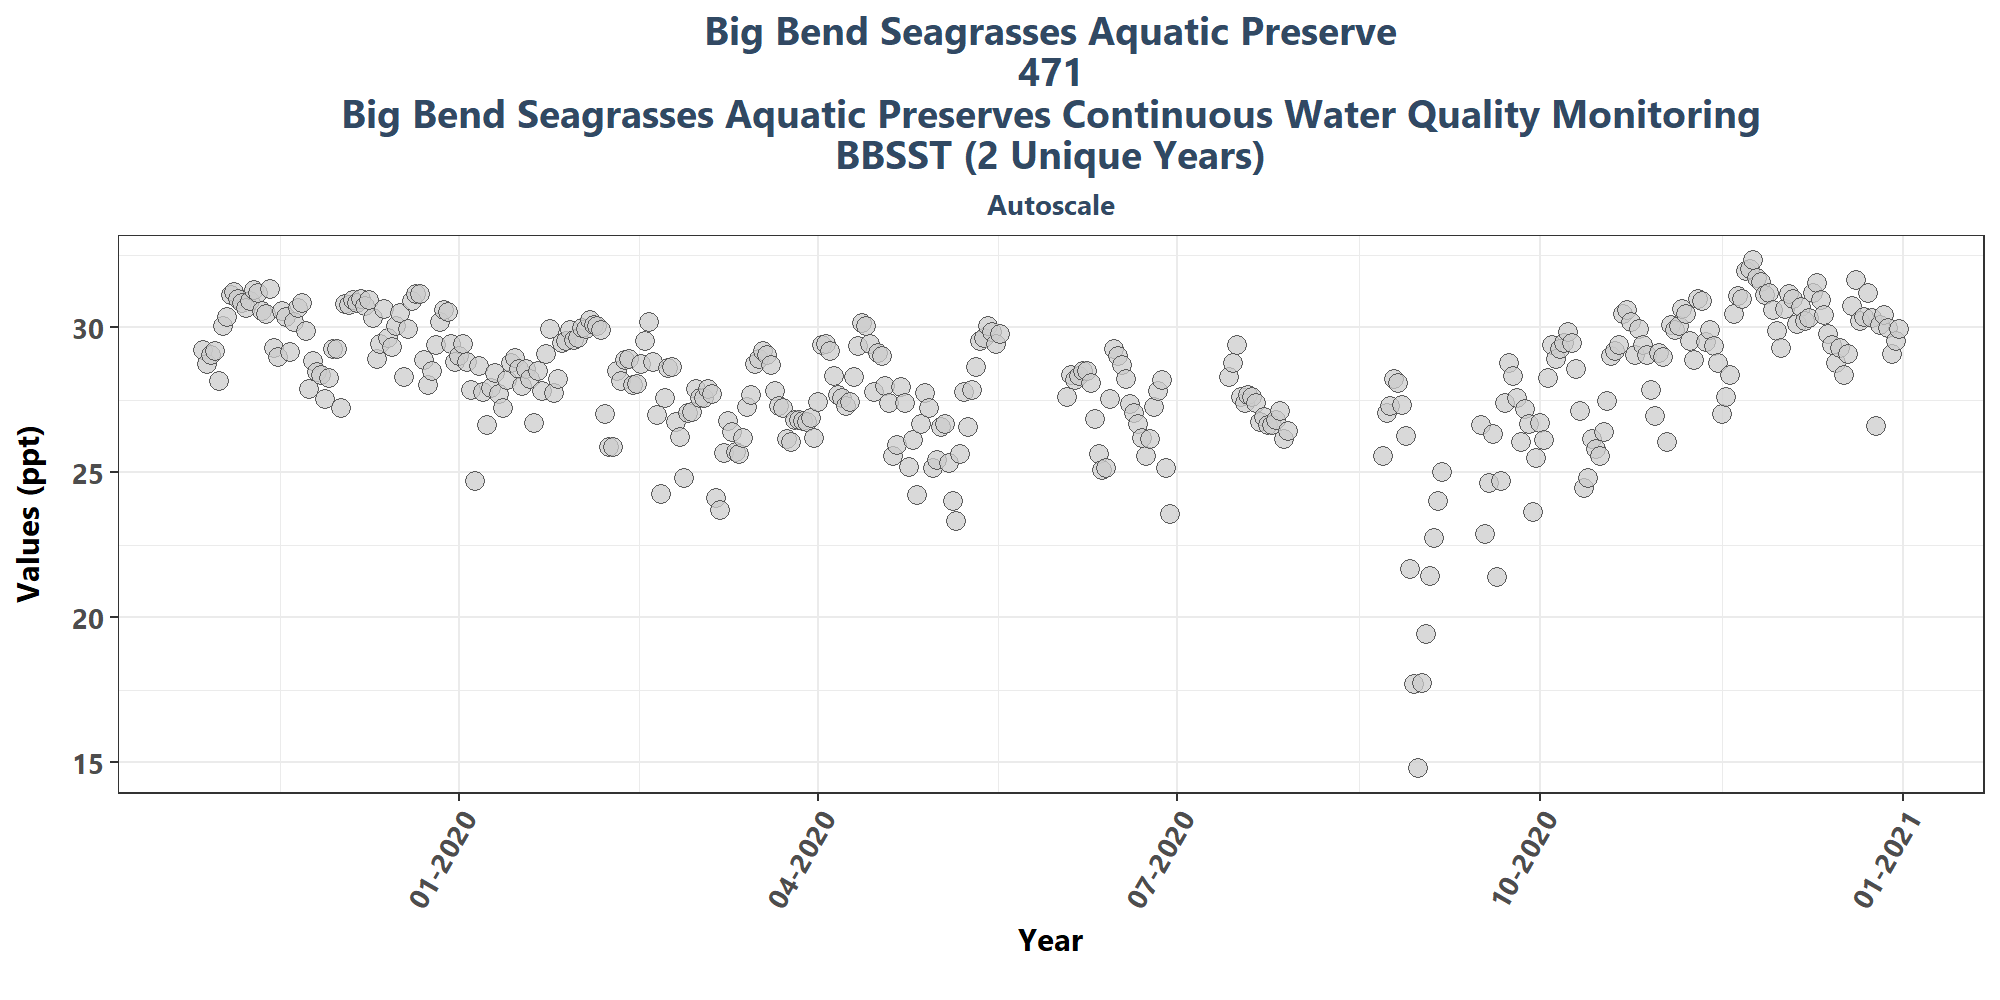 Big Bend Seagrasses Aquatic Preserve
471
Big Bend Seagrasses Aquatic Preserves Continuous Water Quality Monitoring
BBSST (2 Unique Years)
Autoscale
Values (ppt)
30
25
20
15
01-2020
04-2020
07-2020
10-2020
01-2021
Year